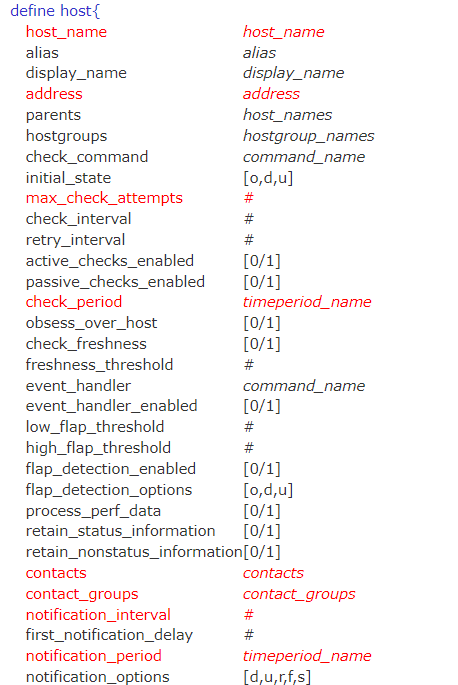 define host{
host_name host_name
alias alias
display_name display_name
address address
parents host_names
hostgroups hostgroup_names
check_command command_name
initial_state [o,d,u]
max_check_attempts #
check_interval #
retry_interval #
active_checks_enabled [0/1]
passive_checks_enabled [0/1]
check_period timeperiod_name
obsess_over_host [0/1]
check_freshness [0/1]
freshness_threshold #
event_handler command_name
event_handler_enabled [0/1]
low_flap_threshold #
high_flap_threshold #
flap_detection_enabled [0/1]
flap_detection_options [o,d,u]
process_perf_data [0/1]
retain_status_information [0/1]
retain_nonstatus_information [0/1]
contacts contacts
contact_groups contact_groups
notification_interval #
first_notification_delay #
notification_period timeperiod_name
notification_options [d,u,r,f,s]